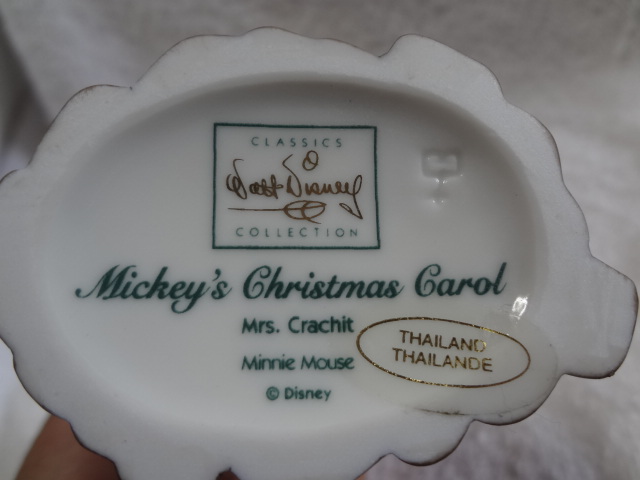 CLASSICS
Walt Disney
COLLECTION
Mickey's Christmas Carol
Mrs. Crachit
Minnie Mouse
© Disney
THAILAND
THAILANDE